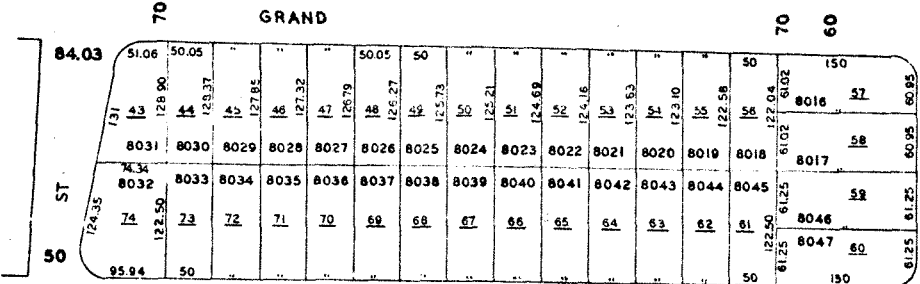 70 GRAND 70 60
84.03 51.06 50.05 " " " 50.05 50 " " " " " " 50 150
131 43 128.90 44 128.37 45 127.85 46 127.32 47 126.79 48 126.27 49 125.73 50 125.21 51 124.69 52 124.16 53 123.63 54 123.10 55 122.58 56 122.04 61.02 8016 57 60.95
8031 8030 8029 8028 8027 8026 8025 8024 8023 8022 8021 8020 8019 8018 61.02 8017 58 60.95
74.34
ST 8032 8033 8034 8035 8036 8037 8038 8039 8040 8041 8042 8043 8044 8045 61.25 8046 59 61.25
124.35 74 122.50 73 72 71 70 69 68 67 66 65 64 63 62 61 122.50 61.25 8047 60 61.25
50 95.94 50 " " " " " " " " " " " 50 150